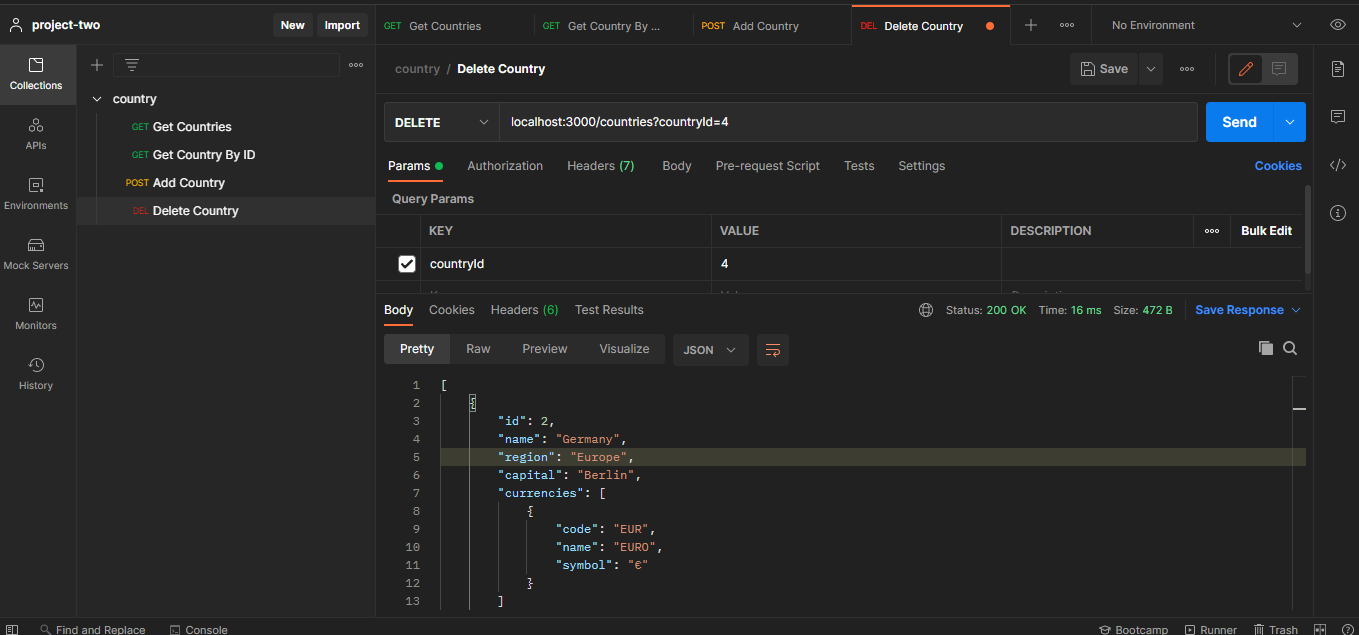 project-two
New
Import
GET Get Countries
GET Get Country By ...
POST Add Country
DEL Delete Country
No Environment
Collections
APIs
Environments
Mock Servers
Monitors
History
country
GET Get Countries
GET Get Country By ID
POST Add Country
DEL Delete Country
country / Delete Country
Save
DELETE
localhost:3000/countries?countryId=4
Send
Params
Authorization
Headers (7)
Body
Pre-request Script
Tests
Settings
Cookies
Query Params
KEY
VALUE
DESCRIPTION
Bulk Edit
countryId
4
Body
Cookies
Headers (6)
Test Results
Status: 200 OK
Time: 16 ms
Size: 472 B
Save Response
Pretty
Raw
Preview
Visualize
JSON
1 [
2 {
3 "id": 2,
4 "name": "Germany",
5 "region": "Europe",
6 "capital": "Berlin",
7 "currencies": [
8 {
9 "code": "EUR",
10 "name": "EURO",
11 "symbol": "€"
12 }
13 ]
Find and Replace
Console
Bootcamp
Runner
Trash